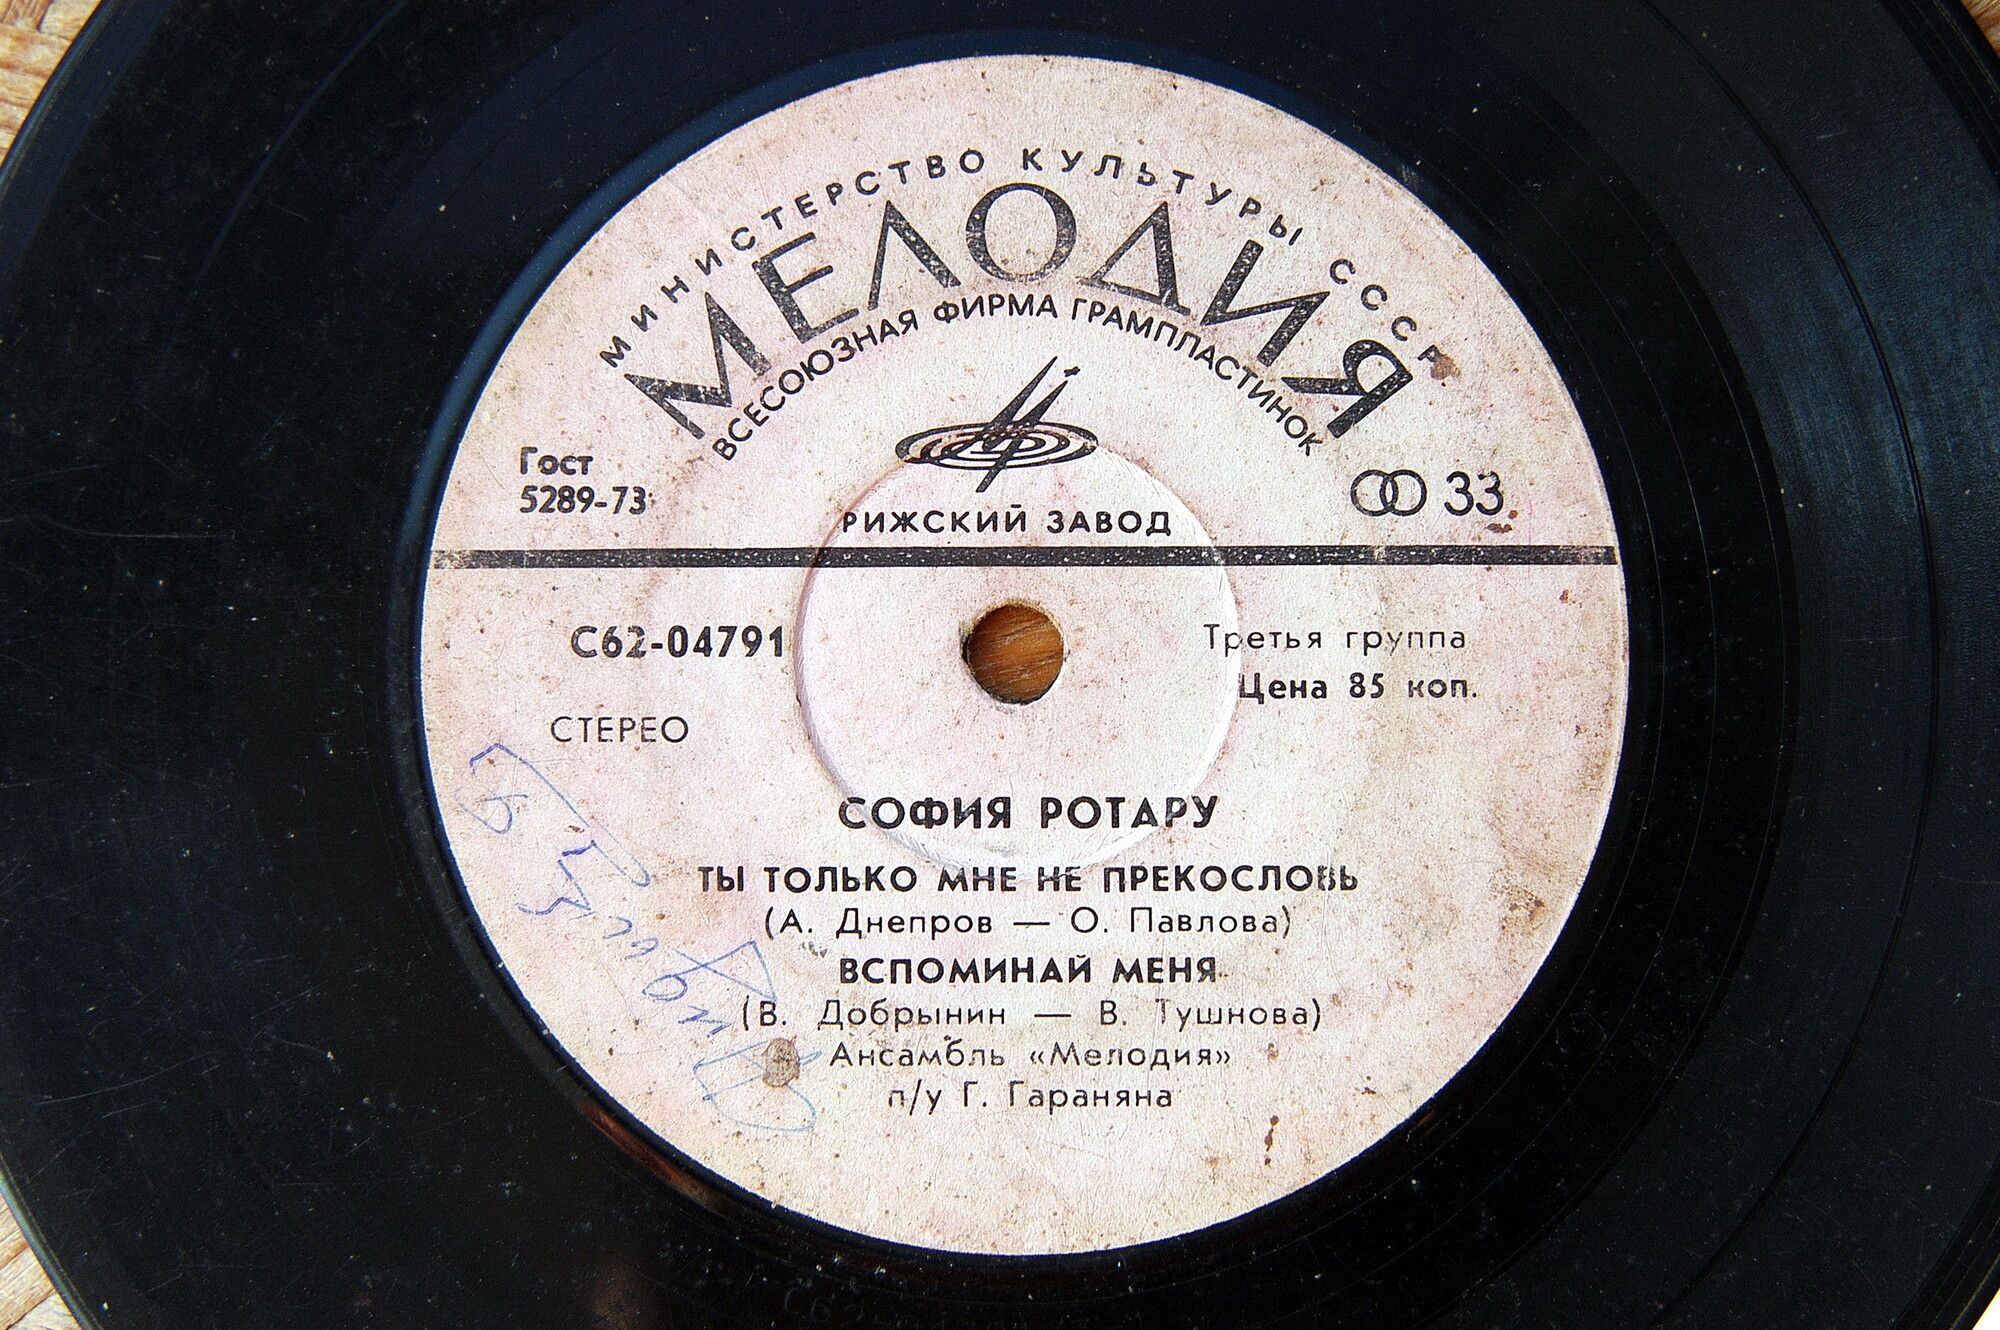 МИНИСТЕРСТВО КУЛЬТУРЫ СССР
МЕЛОДИЯ
ВСЕСОЮЗНАЯ ФИРМА ГРАМПЛАСТИНОК
Гост
5289-73
33
РИЖСКИЙ ЗАВОД
С62-04791
Третья группа
Цена 85 коп.
СТЕРЕО
СОФИЯ РОТАРУ
ТЫ ТОЛЬКО МНЕ НЕ ПРЕКОСЛОВЬ
(А. Днепров — О. Павлова)
ВСПОМИНАЙ МЕНЯ
(В. Добрынин — В. Тушнова)
Ансамбль «Мелодия»
п/у Г. Гараняна